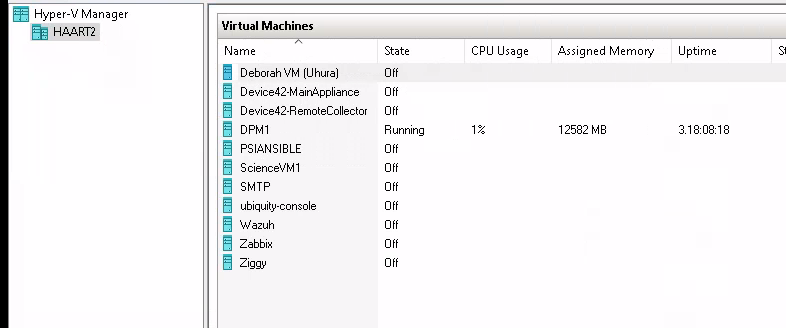 Hyper-V Manager
HAART2
Virtual Machines
Name State CPU Usage Assigned Memory Uptime St
Deborah VM (Uhura) Off
Device42-MainAppliance Off
Device42-RemoteCollector Off
DPM1 Running 1% 12582 MB 3.18:08:18
PSIANSIBLE Off
ScienceVM1 Off
SMTP Off
ubiquity-console Off
Wazuh Off
Zabbix Off
Ziggy Off